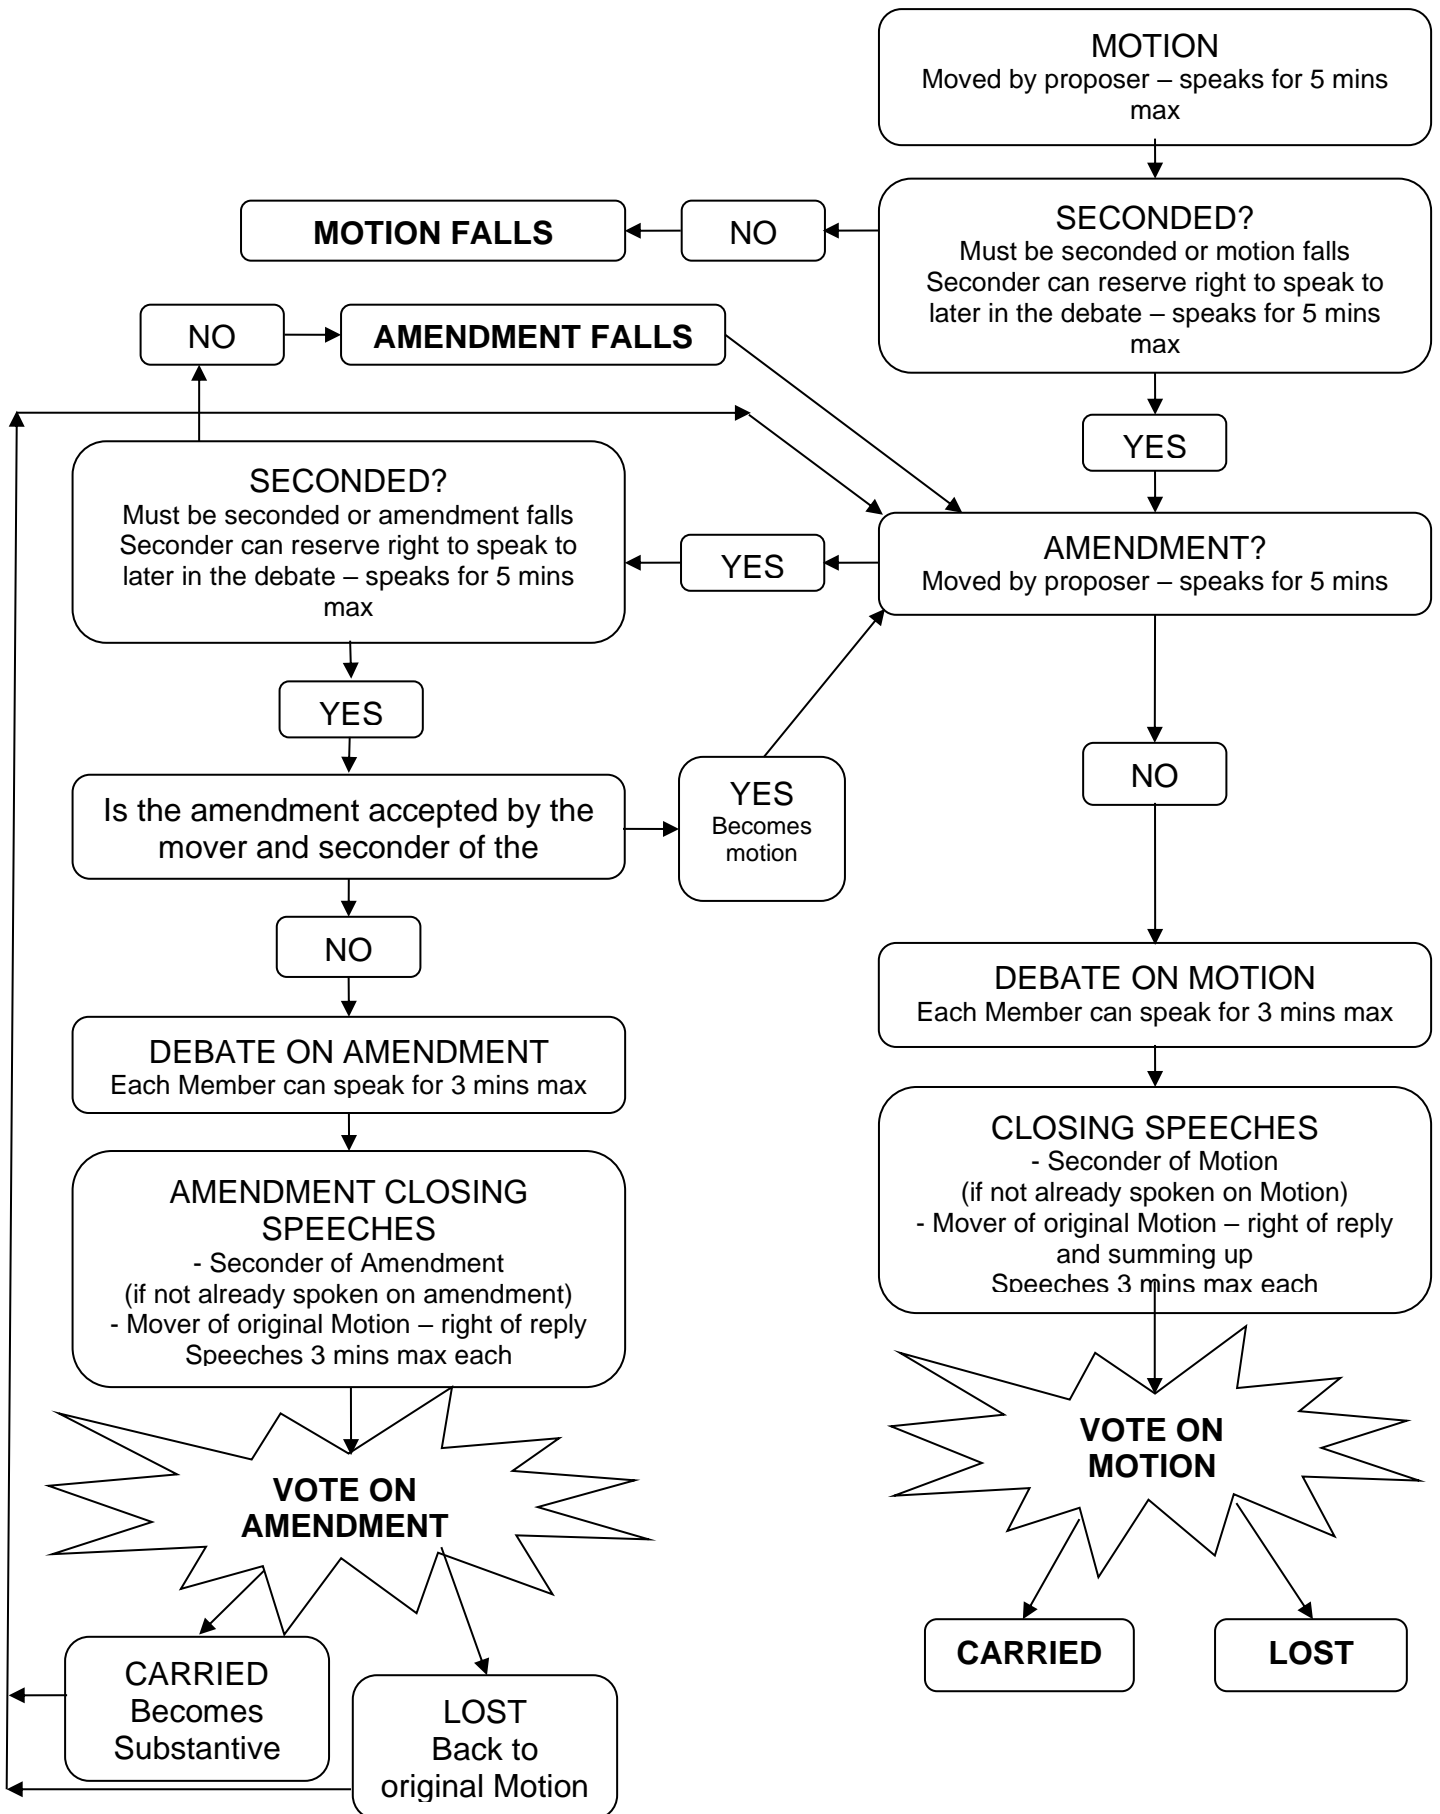 MOTION
Moved by proposer – speaks for 5 mins
max
SECONDED?
Must be seconded or motion falls
Seconder can reserve right to speak to
later in the debate – speaks for 5 mins
max
NO
MOTION FALLS
NO
AMENDMENT FALLS
YES
SECONDED?
Must be seconded or amendment falls
Seconder can reserve right to speak to
later in the debate – speaks for 5 mins
max
YES
AMENDMENT?
Moved by proposer – speaks for 5 mins
YES
NO
Is the amendment accepted by the
mover and seconder of the
YES
Becomes
motion
NO
DEBATE ON MOTION
Each Member can speak for 3 mins max
DEBATE ON AMENDMENT
Each Member can speak for 3 mins max
CLOSING SPEECHES
- Seconder of Motion
(if not already spoken on Motion)
- Mover of original Motion – right of reply
and summing up
Speeches 3 mins max each
AMENDMENT CLOSING
SPEECHES
- Seconder of Amendment
(if not already spoken on amendment)
- Mover of original Motion – right of reply
Speeches 3 mins max each
VOTE ON
MOTION
VOTE ON
AMENDMENT
CARRIED
LOST
CARRIED
Becomes
Substantive
LOST
Back to
original Motion